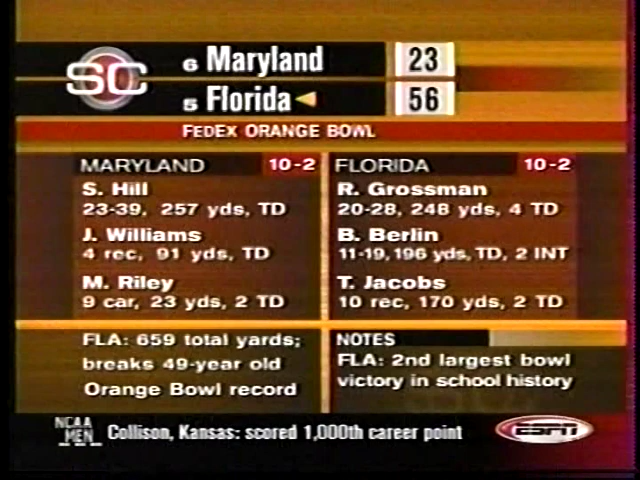 SC
6 Maryland 23
5 Florida 56
FEDEX ORANGE BOWL
MARYLAND 10-2
S. Hill
23-39, 257 yds, TD
J. Williams
4 rec, 91 yds, TD
M. Riley
9 car, 23 yds, 2 TD
FLORIDA 10-2
R. Grossman
20-28, 248 yds, 4 TD
B. Berlin
11-19, 196 yds, TD, 2 INT
T. Jacobs
10 rec, 170 yds, 2 TD
FLA: 659 total yards;
breaks 49-year old
Orange Bowl record
NOTES
FLA: 2nd largest bowl
victory in school history
NCAA
MEN
Collison, Kansas: scored 1,000th career point
ESPN